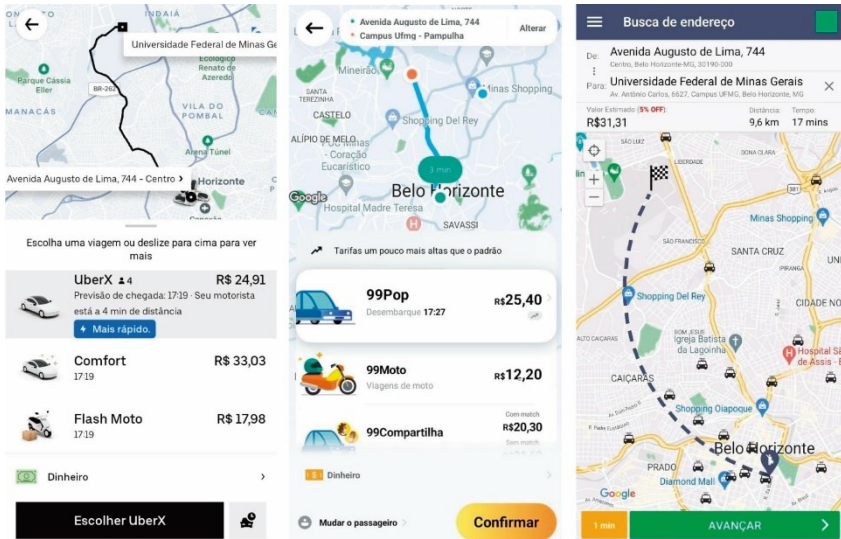 INDAIÁ
Universidade Federal de Minas Ge
Ecológico
Renato de
Azeredo
Parque Cássia
Eller
BR-262
MANACÁS
VILA DO
POMBAL
Arena Túnel
Avenida Augusto de Lima, 744 - Centro
Horizonte
Escolha uma viagem ou deslize para cima para ver
mais
UberX 4 R$ 24,91
Previsão de chegada: 17:19 · Seu motorista
está a 4 min de distância
Mais rápido.
Comfort R$ 33,03
17:19
Flash Moto R$ 17,98
17:19
Dinheiro
Escolher UberX
Avenida Augusto de Lima, 744
Campus Ufmg - Pampulha
Alterar
Mineirão
Minas Shopping
SANTA
TEREZINHA
CASTELO
Shopping Del Rey
ALÍPIO DE MELO
PUC Minas
- Coração
Eucarístico
3 min
Belo Horizonte
Google
Hospital Madre Teresa
SAVASSI
Tarifas um pouco mais altas que o padrão
99Pop R$25,40
Desembarque 17:27
99Moto R$12,20
Viagens de moto
Com match
99Compartilha R$20,30
Sem match
Dinheiro
Mudar o passageiro
Confirmar
Busca de endereço
De: Avenida Augusto de Lima, 744
Centro, Belo Horizonte-MG, 30190-000
Para: Universidade Federal de Minas Gerais
Av. Antônio Carlos, 6627, Campus UFMG, Belo Horizonte, MG
Valor Estimado (5% OFF): Distância: Tempo:
R$31,31 9,6 km 17 mins
SÃO LUIZ
DONA CLARA
LIBERDADE
381
Minas Shopping
SÃO FRANCISCO
SANTA CRUZ
UNI
PIRANGA
Shopping Del Rey
CIDADE NO
ALTO CAIÇARAS
BOM JESUS
Igreja Batista
da Lagoinha
Hospital Sã
de Assis -
CAIÇARAS
Shopping Oiapoque
Belo Horizonte
PRADO
Diamond Mall
Google
1 min
AVANÇAR